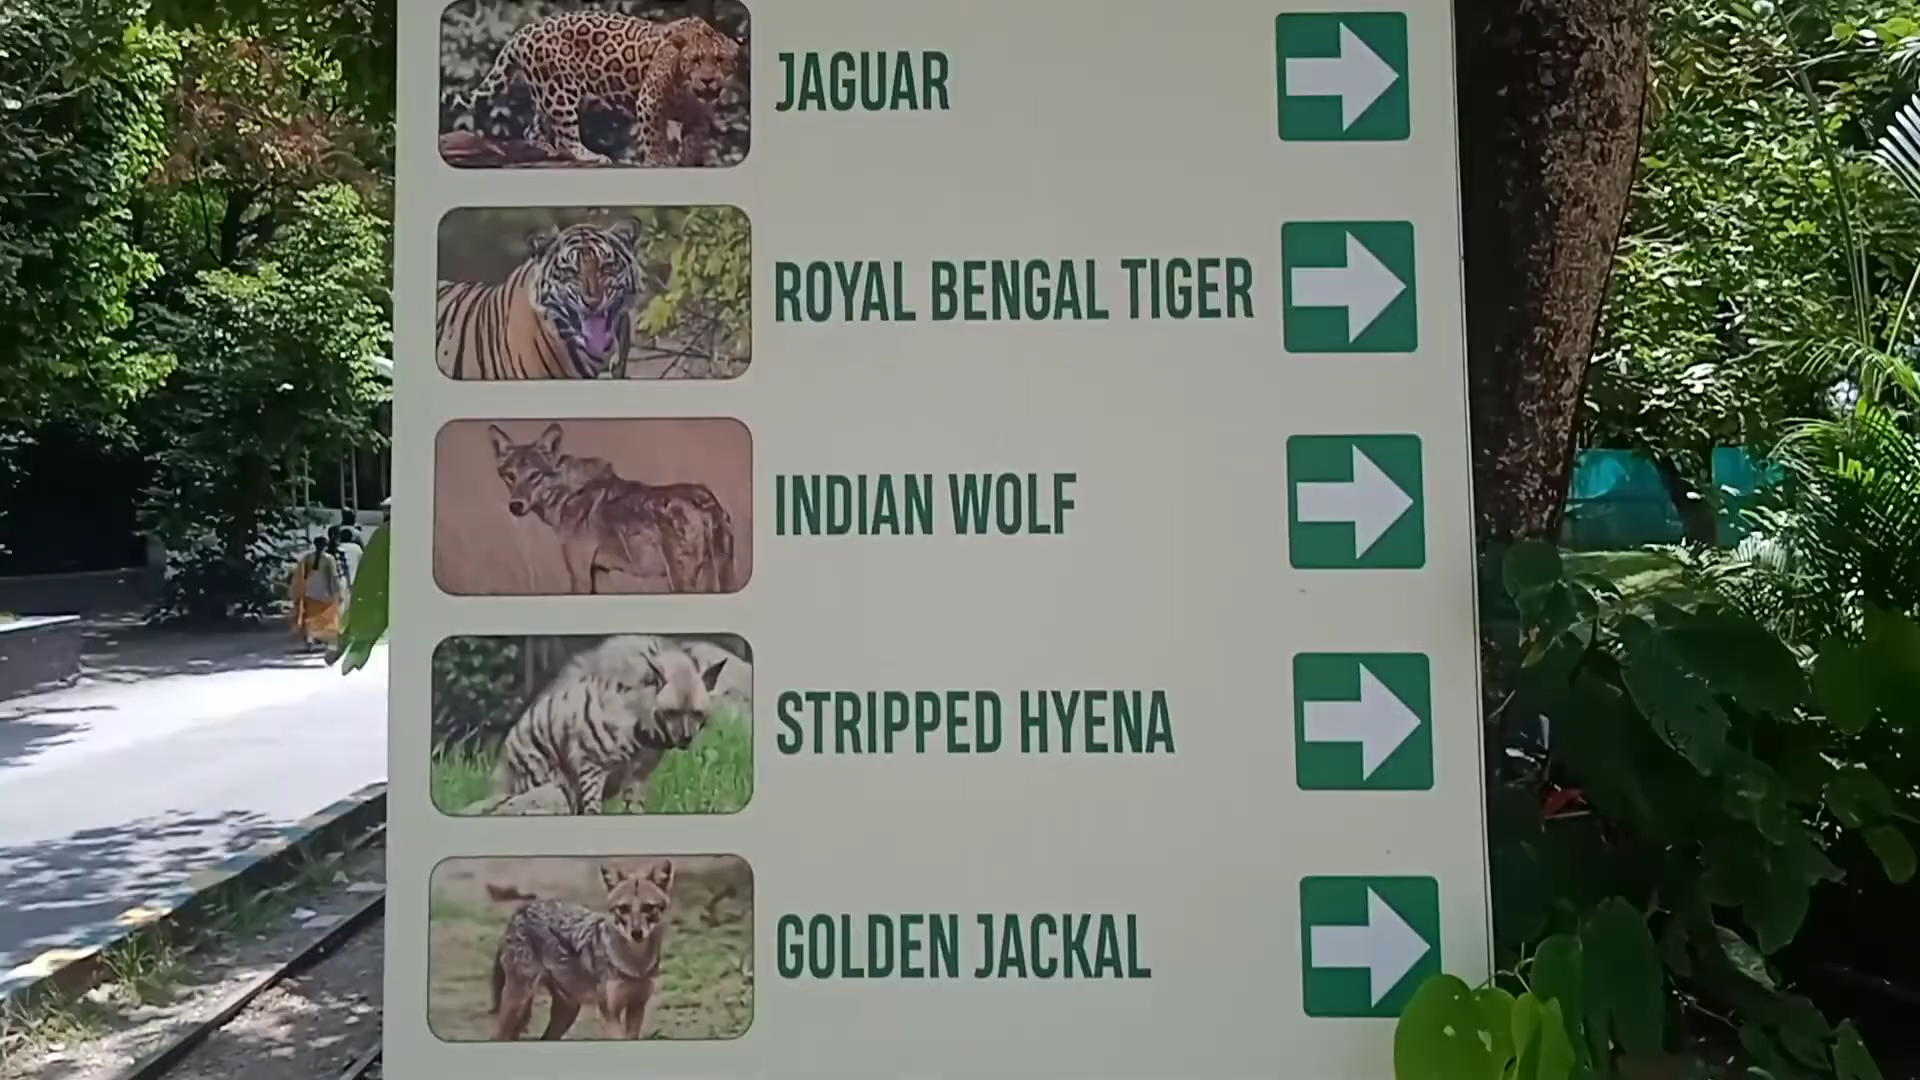 JAGUAR
ROYAL BENGAL TIGER
INDIAN WOLF
STRIPPED HYENA
GOLDEN JACKAL